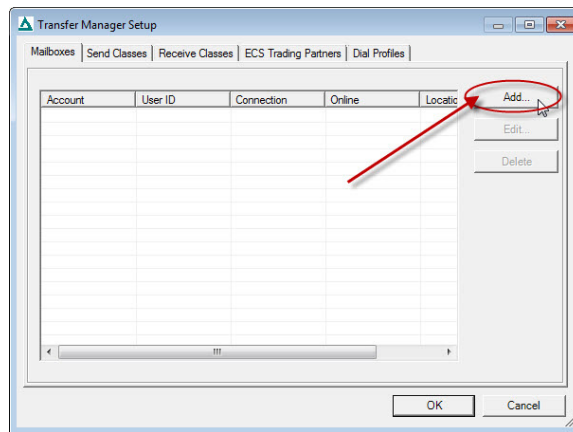 Transfer Manager Setup
Mailboxes Send Classes Receive Classes ECS Trading Partners Dial Profiles
Account User ID Connection Online Locatio Add...
Edit...
Delete
OK Cancel